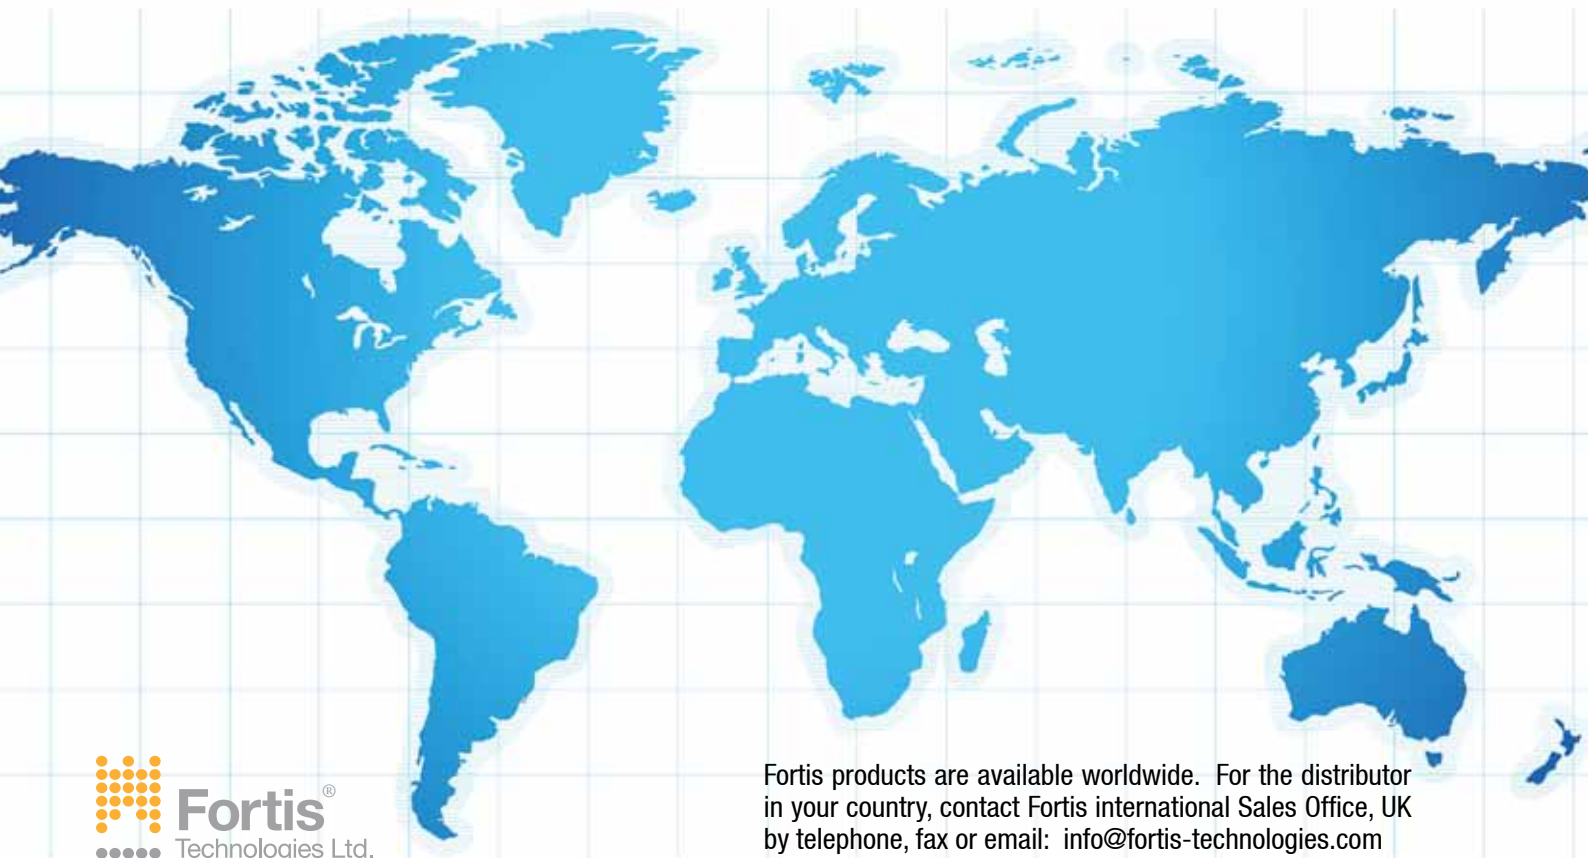 Fortis®
Technologies Ltd.
Fortis products are available worldwide. For the distributor
in your country, contact Fortis international Sales Office, UK
by telephone, fax or email: info@fortis-technologies.com